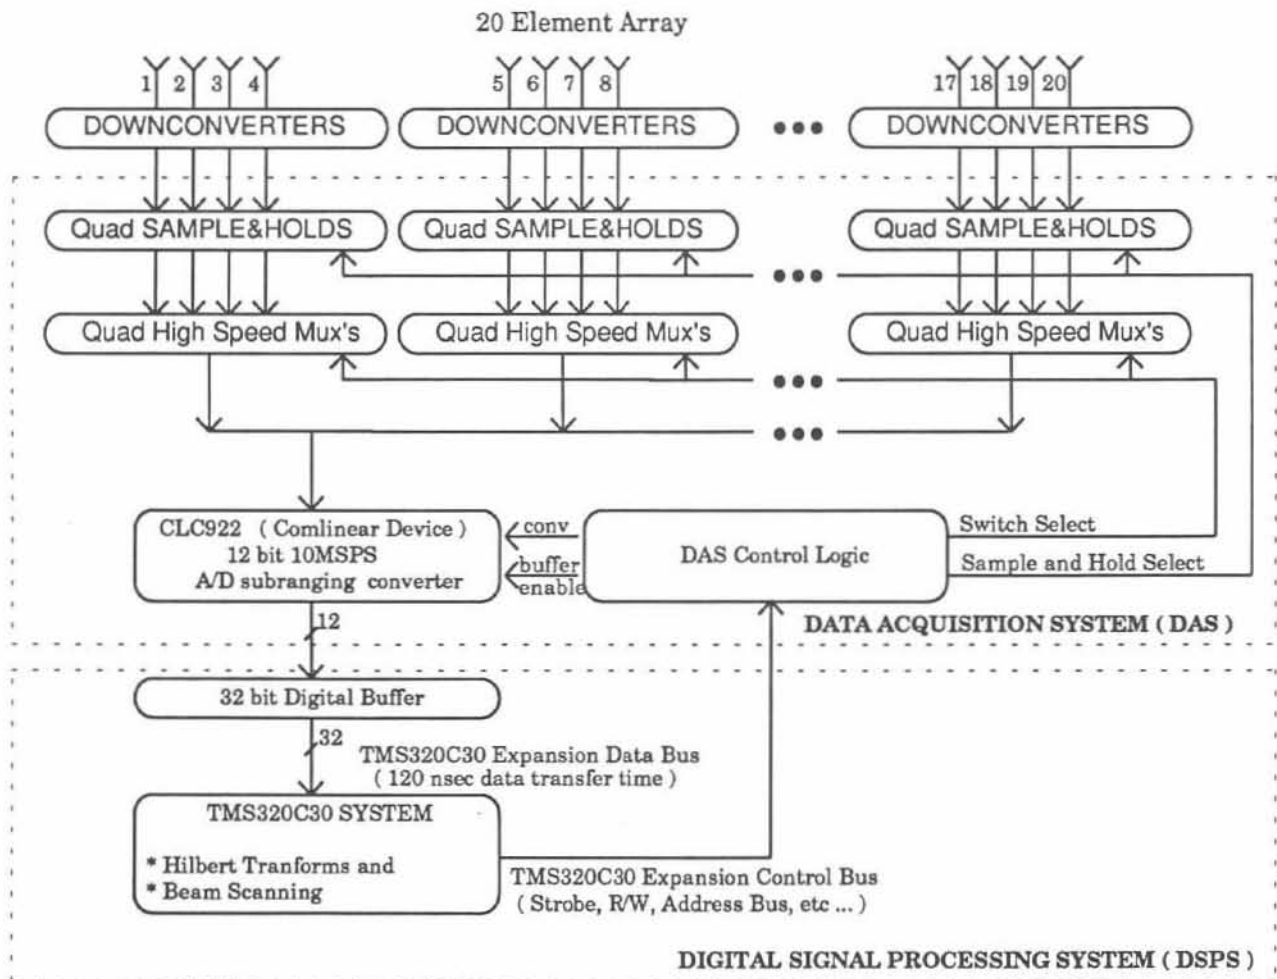 20 Element Array
1 2 3 4 5 6 7 8 17 18 19 20
DOWNCONVERTERS DOWNCONVERTERS DOWNCONVERTERS
Quad SAMPLE&HOLDS Quad SAMPLE&HOLDS Quad SAMPLE&HOLDS
Quad High Speed Mux's Quad High Speed Mux's Quad High Speed Mux's
CLC922 ( Comlinear Device )
12 bit 10MSPS
A/D subranging converter
conv
buffer
enable
DAS Control Logic
Switch Select
Sample and Hold Select
12
DATA ACQUISITION SYSTEM ( DAS )
32 bit Digital Buffer
32
TMS320C30 Expansion Data Bus
( 120 nsec data transfer time )
TMS320C30 SYSTEM
* Hilbert Tranforms and
* Beam Scanning
TMS320C30 Expansion Control Bus
( Strobe, R/W, Address Bus, etc ... )
DIGITAL SIGNAL PROCESSING SYSTEM ( DSPS )